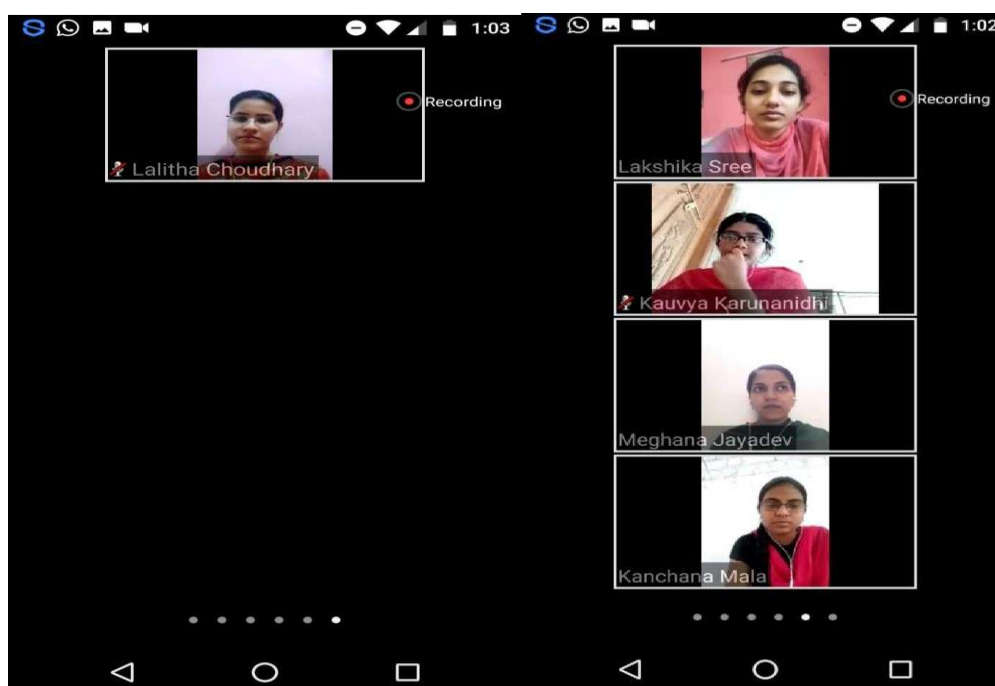 1:03
Recording
Lalitha Choudhary
1:02
Recording
Lakshika Sree
Kauvya Karunanidhi
Meghana Jayadev
Kanchana Mala